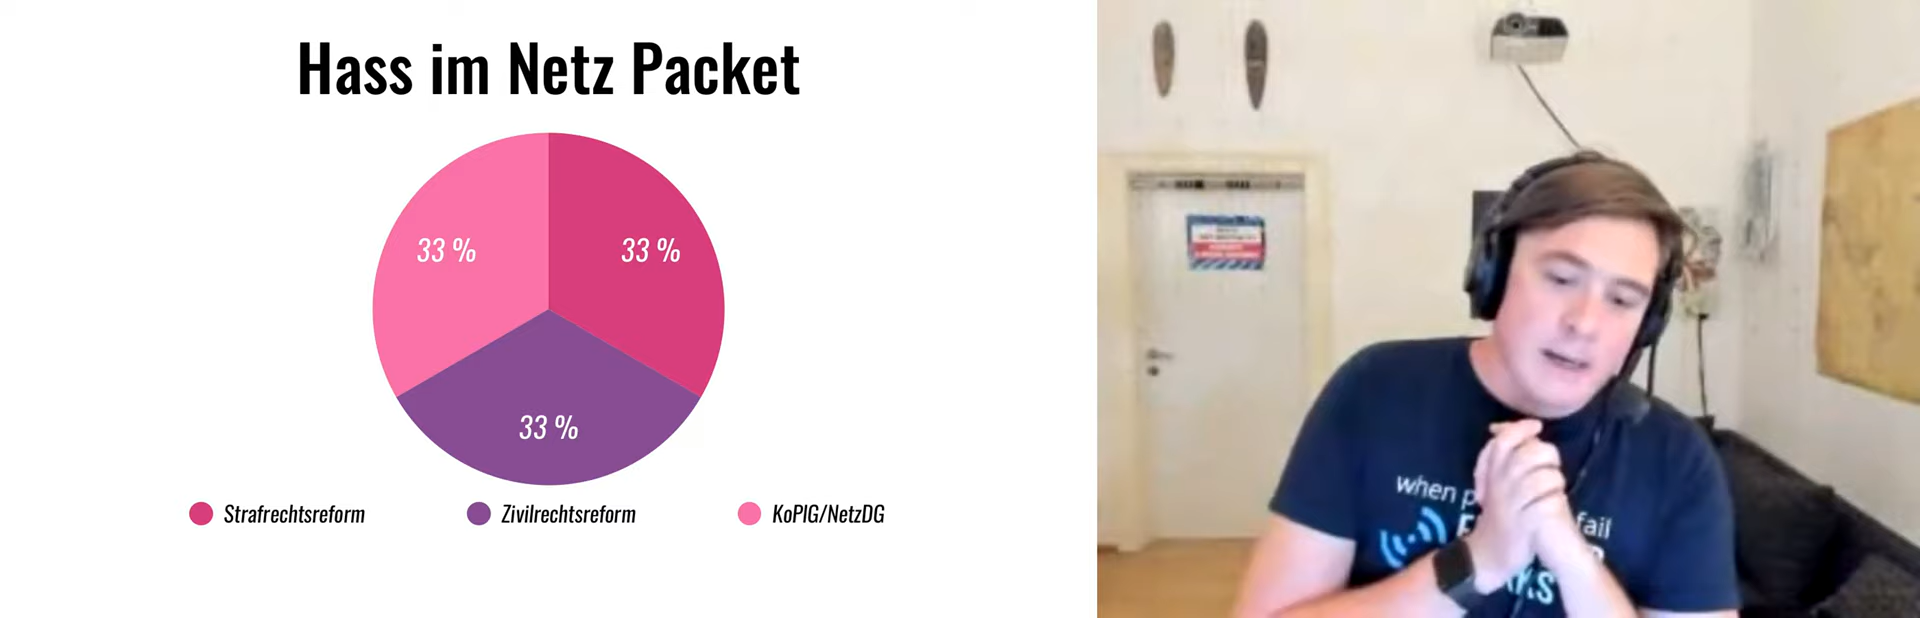 Hass im Netz Packet
33 %
33 %
33 %
Strafrechtsreform
Zivilrechtsreform
KoPlG/NetzDG
when
fail